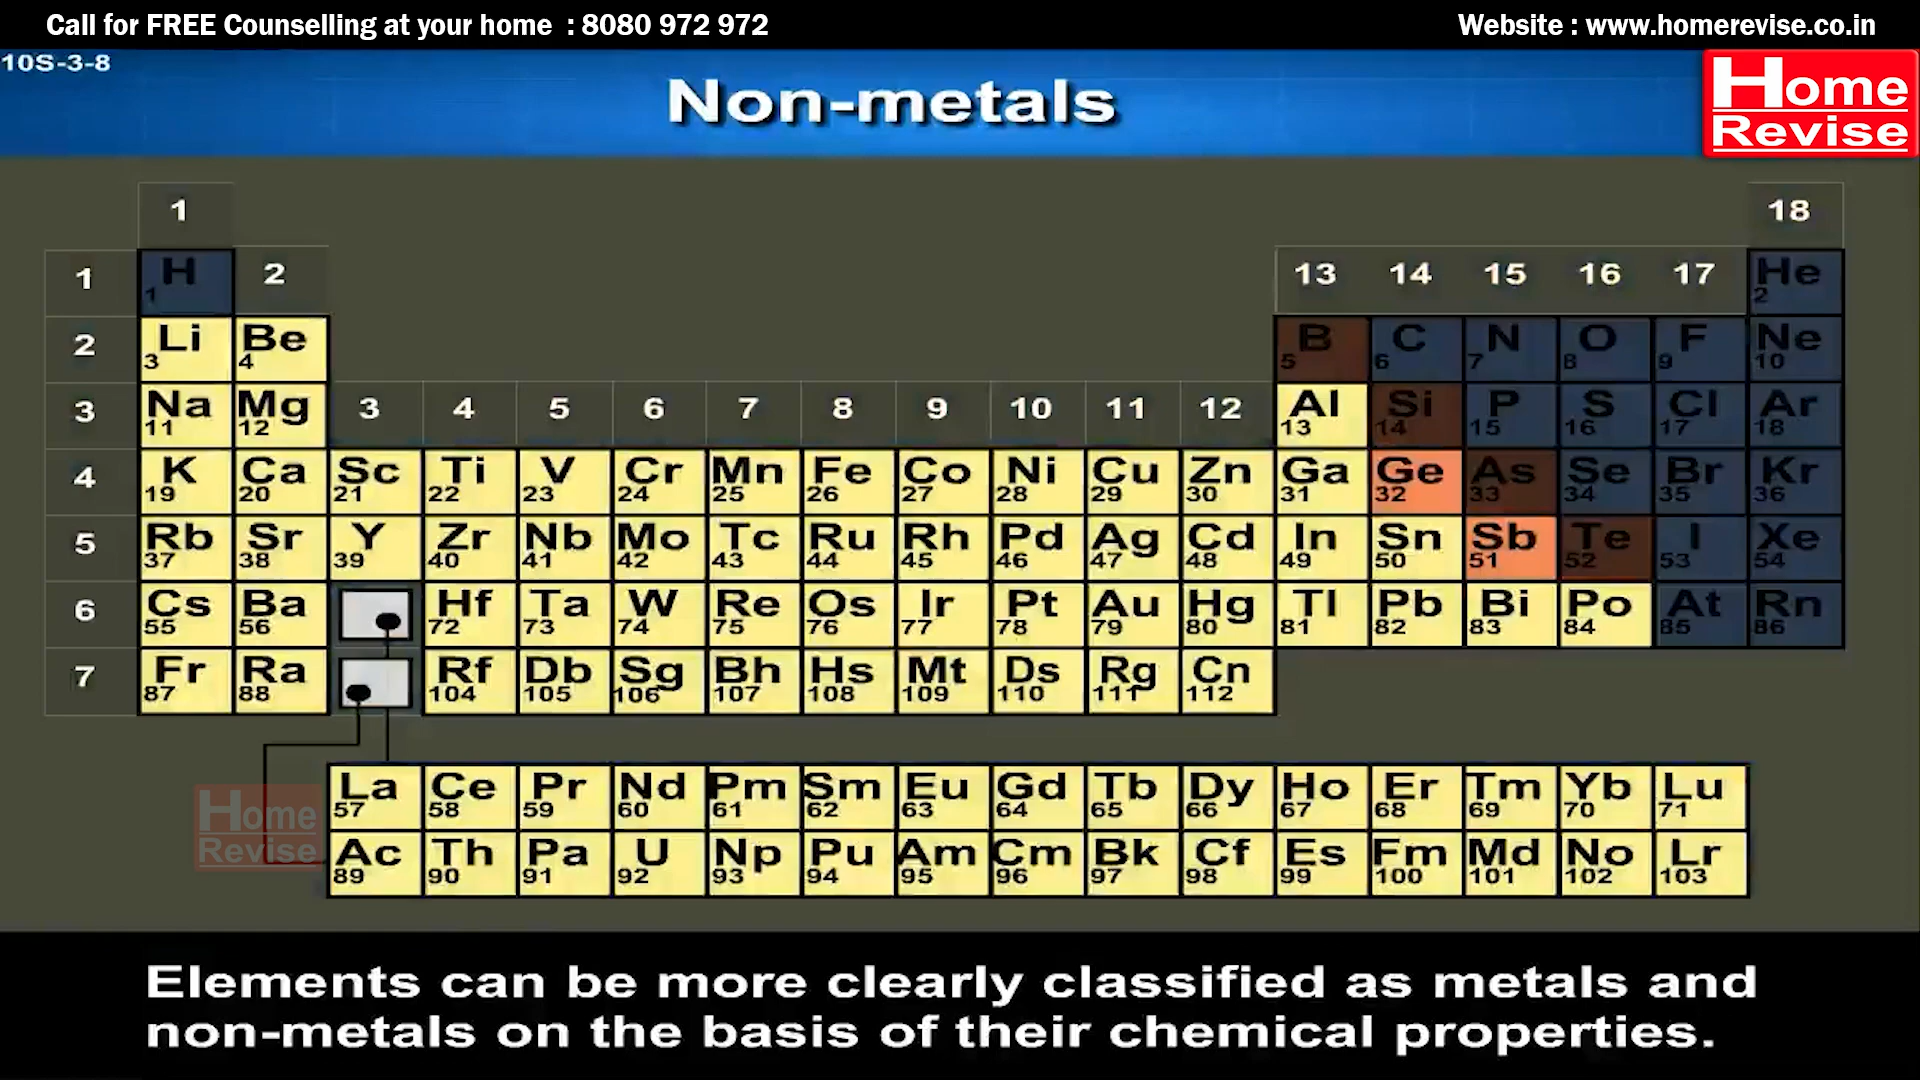 Call for FREE Counselling at your home : 8080 972 972
Website : www.homerevise.co.in
10S-3-8
Non-metals
Home
Revise
1 18
1 H 1 2 13 14 15 16 17 He 2
2 Li 3 Be 4 B 5 C 6 N 7 O 8 F 9 Ne 10
3 Na 11 Mg 12 3 4 5 6 7 8 9 10 11 12 Al 13 Si 14 P 15 S 16 Cl 17 Ar 18
4 K 19 Ca 20 Sc 21 Ti 22 V 23 Cr 24 Mn 25 Fe 26 Co 27 Ni 28 Cu 29 Zn 30 Ga 31 Ge 32 As 33 Se 34 Br 35 Kr 36
5 Rb 37 Sr 38 Y 39 Zr 40 Nb 41 Mo 42 Tc 43 Ru 44 Rh 45 Pd 46 Ag 47 Cd 48 In 49 Sn 50 Sb 51 Te 52 I 53 Xe 54
6 Cs 55 Ba 56 Hf 72 Ta 73 W 74 Re 75 Os 76 Ir 77 Pt 78 Au 79 Hg 80 Tl 81 Pb 82 Bi 83 Po 84 At 85 Rn 86
7 Fr 87 Ra 88 Rf 104 Db 105 Sg 106 Bh 107 Hs 108 Mt 109 Ds 110 Rg 111 Cn 112
La 57 Ce 58 Pr 59 Nd 60 Pm 61 Sm 62 Eu 63 Gd 64 Tb 65 Dy 66 Ho 67 Er 68 Tm 69 Yb 70 Lu 71
Ac 89 Th 90 Pa 91 U 92 Np 93 Pu 94 Am 95 Cm 96 Bk 97 Cf 98 Es 99 Fm 100 Md 101 No 102 Lr 103
Home
Revise
Elements can be more clearly classified as metals and
non-metals on the basis of their chemical properties.